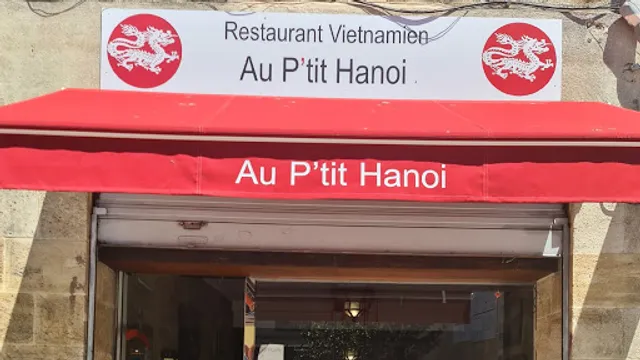 Restaurant Vietnamien
Au P'tit Hanoi
Au P'tit Hanoi